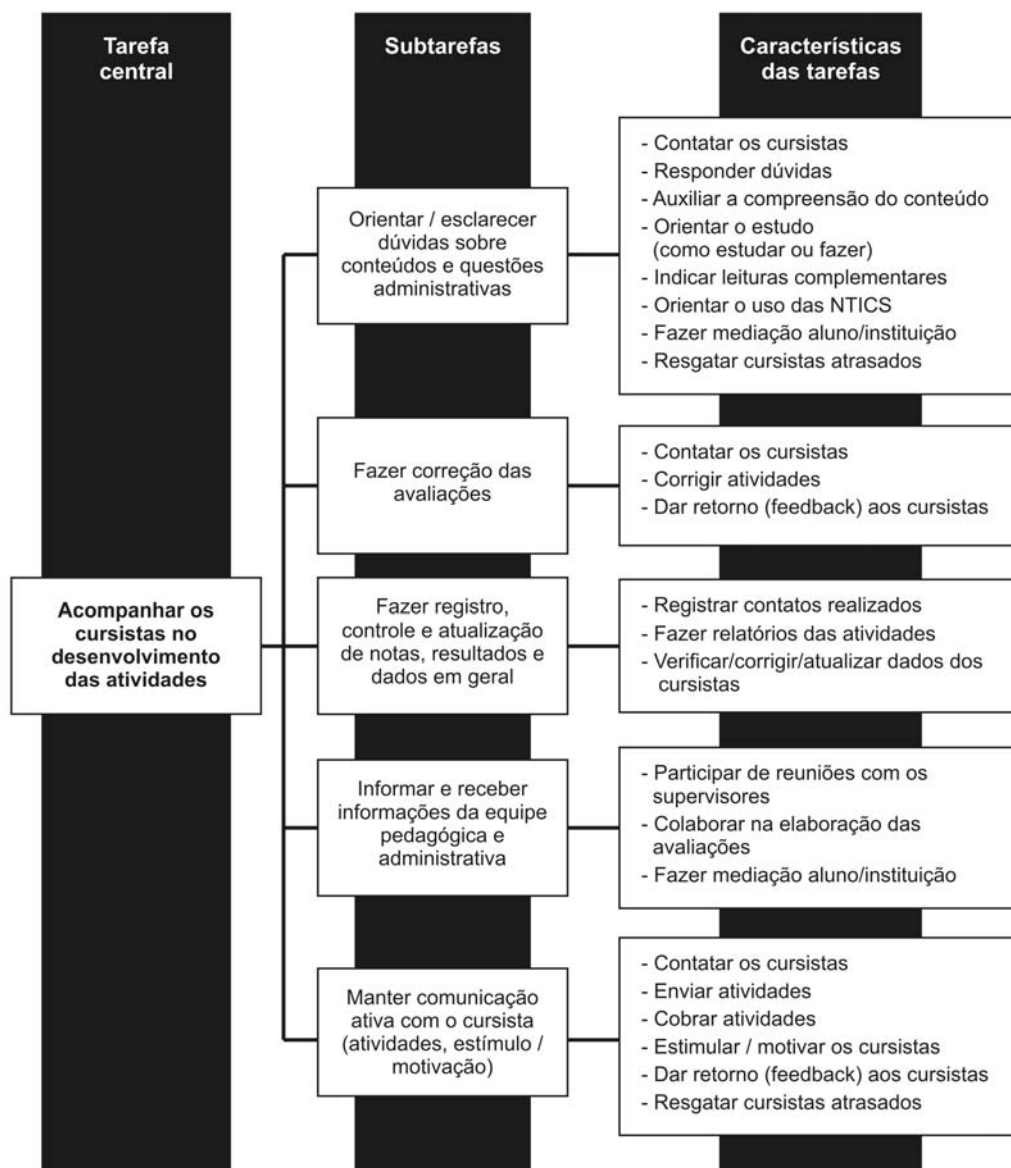 Tarefa
central
Subtarefas
Características
das tarefas
Acompanhar os
cursistas no
desenvolvimento
das atividades
Orientar / esclarecer
dúvidas sobre
conteúdos e questões
administrativas
- Contatar os cursistas
- Responder dúvidas
- Auxiliar a compreensão do conteúdo
- Orientar o estudo
(como estudar ou fazer)
- Indicar leituras complementares
- Orientar o uso das NTICS
- Fazer mediação aluno/instituição
- Resgatar cursistas atrasados
Fazer correção das
avaliações
- Contatar os cursistas
- Corrigir atividades
- Dar retorno (feedback) aos cursistas
Fazer registro,
controle e atualização
de notas, resultados e
dados em geral
- Registrar contatos realizados
- Fazer relatórios das atividades
- Verificar/corrigir/atualizar dados dos
cursistas
Informar e receber
informações da equipe
pedagógica e
administrativa
- Participar de reuniões com os
supervisores
- Colaborar na elaboração das
avaliações
- Fazer mediação aluno/instituição
Manter comunicação
ativa com o cursista
(atividades, estímulo /
motivação)
- Contatar os cursistas
- Enviar atividades
- Cobrar atividades
- Estimular / motivar os cursistas
- Dar retorno (feedback) aos cursistas
- Resgatar cursistas atrasados